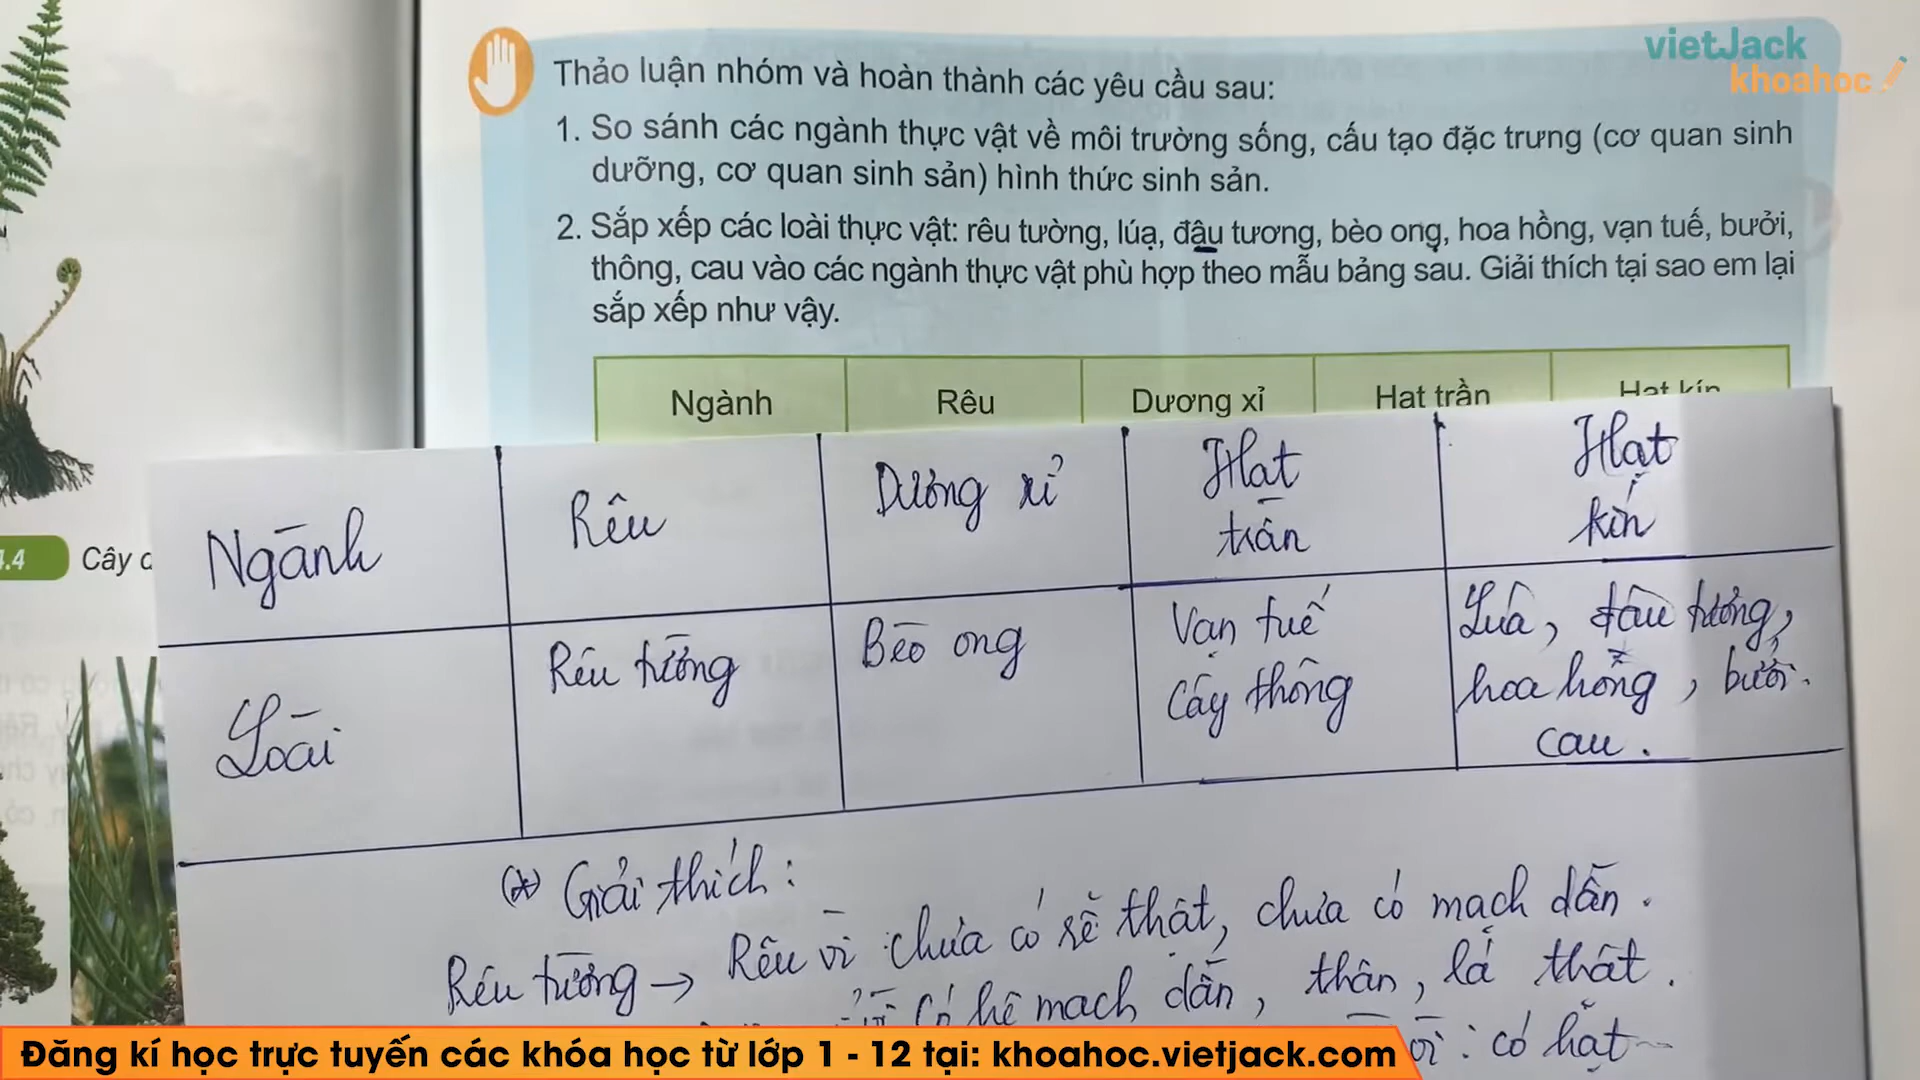 vietJack
khoahoc
Thảo luận nhóm và hoàn thành các yêu cầu sau:
1. So sánh các ngành thực vật về môi trường sống, cấu tạo đặc trưng (cơ quan sinh
dưỡng, cơ quan sinh sản) hình thức sinh sản.
2. Sắp xếp các loài thực vật: rêu tường, lúa, đậu tương, bèo ong, hoa hồng, vạn tuế, bưởi,
thông, cau vào các ngành thực vật phù hợp theo mẫu bảng sau. Giải thích tại sao em lại
sắp xếp như vậy.
Ngành Rêu Dương xỉ Hạt trần Hạt kín
Ngành Rêu Dương xỉ Hạt trần Hạt kín
Loài Rêu tường Bèo ong Vạn tuế Cây thông Lúa, đậu tương, hoa hồng, bưởi. cau.
4.4 Cây
(*) Giải thích:
Rêu tường → Rêu vì chưa có rễ thật, chưa có mạch dẫn.
có hệ mạch dẫn, thân, lá thật.
vì: có hạt
Đăng kí học trực tuyến các khóa học từ lớp 1 - 12 tại: khoahoc.vietjack.com